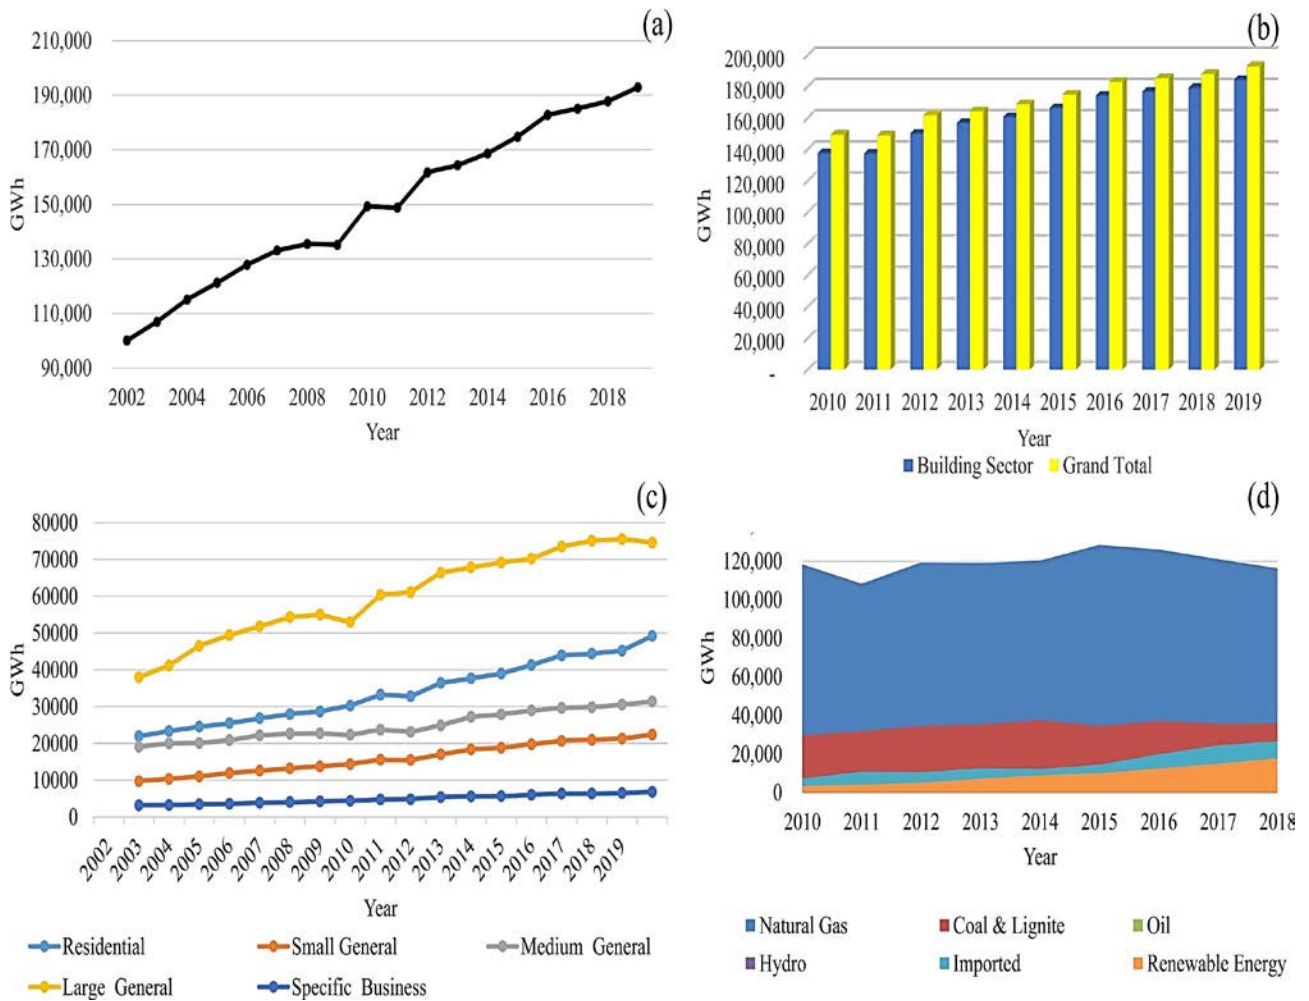 (a)
210,000
190,000
170,000
150,000
130,000
110,000
90,000
GWh
2002 2004 2006 2008 2010 2012 2014 2016 2018
Year
(b)
200,000
180,000
160,000
140,000
120,000
100,000
80,000
60,000
40,000
20,000
-
GWh
2010 2011 2012 2013 2014 2015 2016 2017 2018 2019
Year
Building Sector Grand Total
(c)
80000
70000
60000
50000
40000
30000
20000
10000
0
GWh
2002 2003 2004 2005 2006 2007 2008 2009 2010 2011 2012 2013 2014 2015 2016 2017 2018 2019
Year
Residential Small General Medium General
Large General Specific Business
(d)
120,000
100,000
80,000
60,000
40,000
20,000
0
GWh
2010 2011 2012 2013 2014 2015 2016 2017 2018
Year
Natural Gas Coal & Lignite Oil
Hydro Imported Renewable Energy